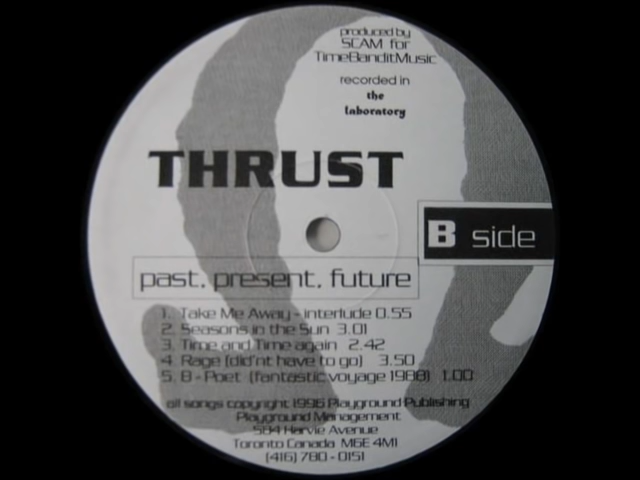 produced by
SCAM for
TimeBanditMusic
recorded in
the
laboratory
THRUST
B side
past, present, future
1. Take Me Away - interlude 0.55
2. Seasons in the Sun 3.01
3. Time and Time again 2.42
4. Rage (did'nt have to go) 3.50
5. B - Poet (fantastic voyage 1988) 1.00
all songs copyright 1996 Playground Publishing
Playground Management
584 Harvie Avenue
Toronto Canada M6E 4M1
(416) 780 - 0151